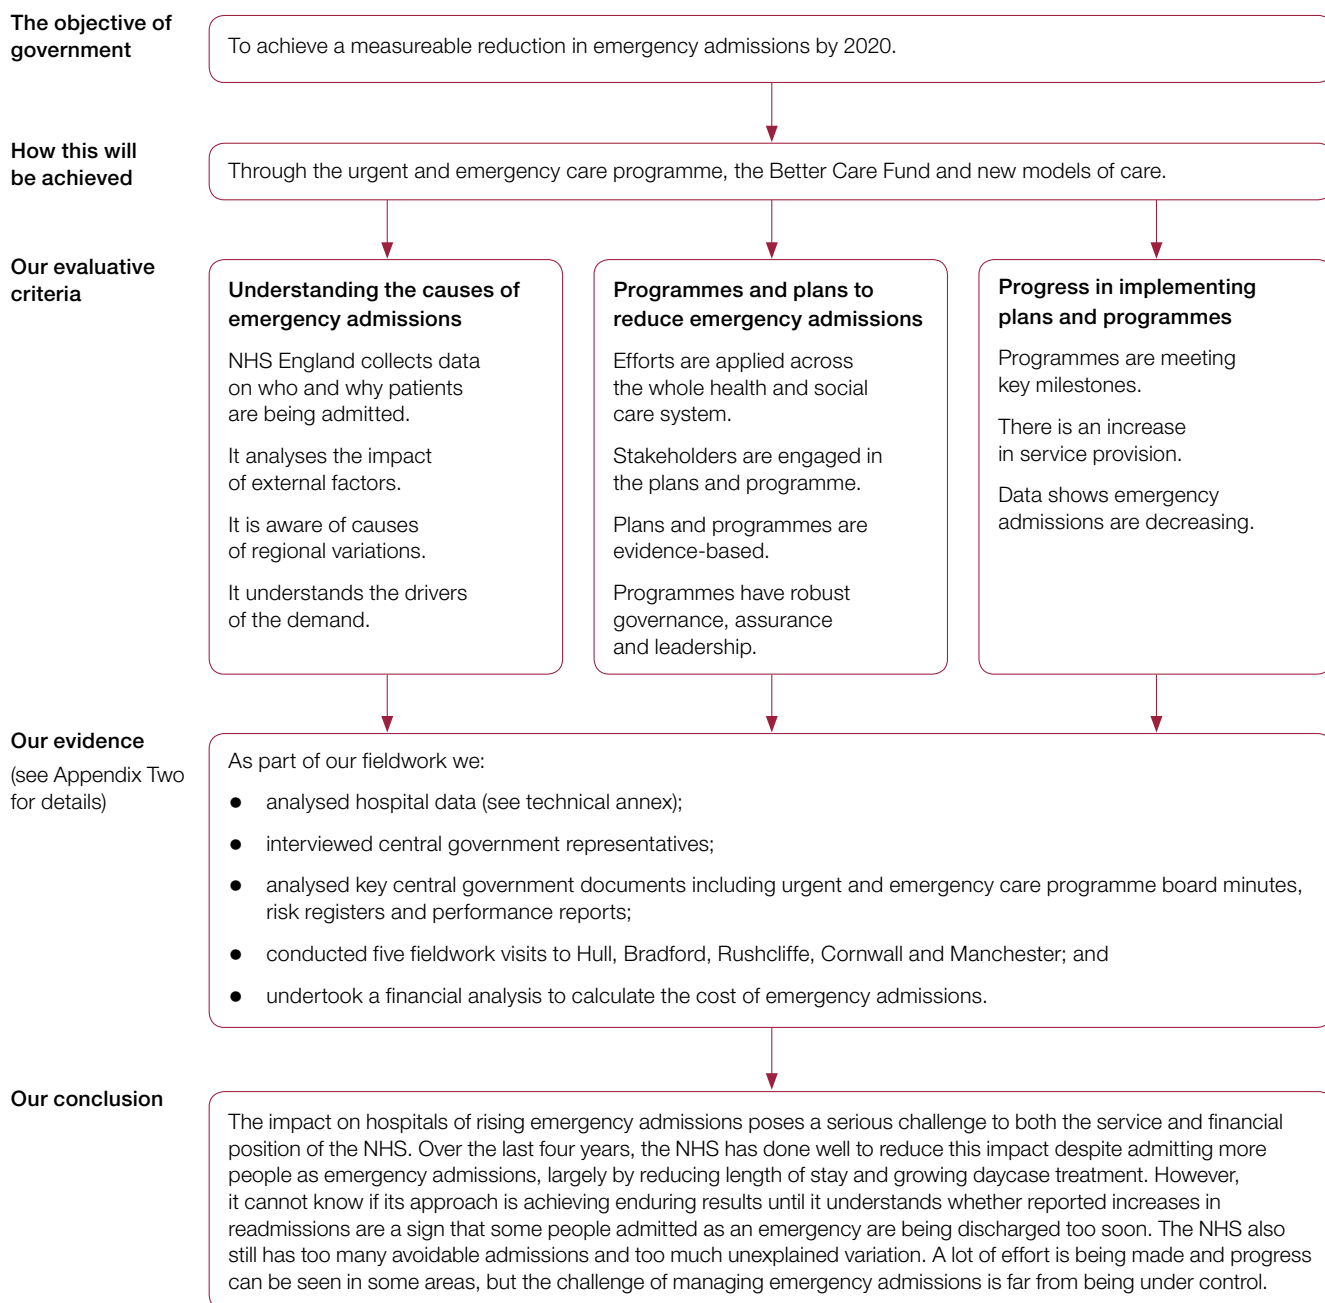 The objective of
government
To achieve a measureable reduction in emergency admissions by 2020.
How this will
be achieved
Through the urgent and emergency care programme, the Better Care Fund and new models of care.
Our evaluative
criteria
Understanding the causes of
emergency admissions
NHS England collects data
on who and why patients
are being admitted.
It analyses the impact
of external factors.
It is aware of causes
of regional variations.
It understands the drivers
of the demand.
Programmes and plans to
reduce emergency admissions
Efforts are applied across
the whole health and social
care system.
Stakeholders are engaged in
the plans and programme.
Plans and programmes are
evidence-based.
Programmes have robust
governance, assurance
and leadership.
Progress in implementing
plans and programmes
Programmes are meeting
key milestones.
There is an increase
in service provision.
Data shows emergency
admissions are decreasing.
Our evidence
(see Appendix Two
for details)
As part of our fieldwork we:
● analysed hospital data (see technical annex);
● interviewed central government representatives;
● analysed key central government documents including urgent and emergency care programme board minutes,
risk registers and performance reports;
● conducted five fieldwork visits to Hull, Bradford, Rushcliffe, Cornwall and Manchester; and
● undertook a financial analysis to calculate the cost of emergency admissions.
Our conclusion
The impact on hospitals of rising emergency admissions poses a serious challenge to both the service and financial
position of the NHS. Over the last four years, the NHS has done well to reduce this impact despite admitting more
people as emergency admissions, largely by reducing length of stay and growing daycase treatment. However,
it cannot know if its approach is achieving enduring results until it understands whether reported increases in
readmissions are a sign that some people admitted as an emergency are being discharged too soon. The NHS also
still has too many avoidable admissions and too much unexplained variation. A lot of effort is being made and progress
can be seen in some areas, but the challenge of managing emergency admissions is far from being under control.